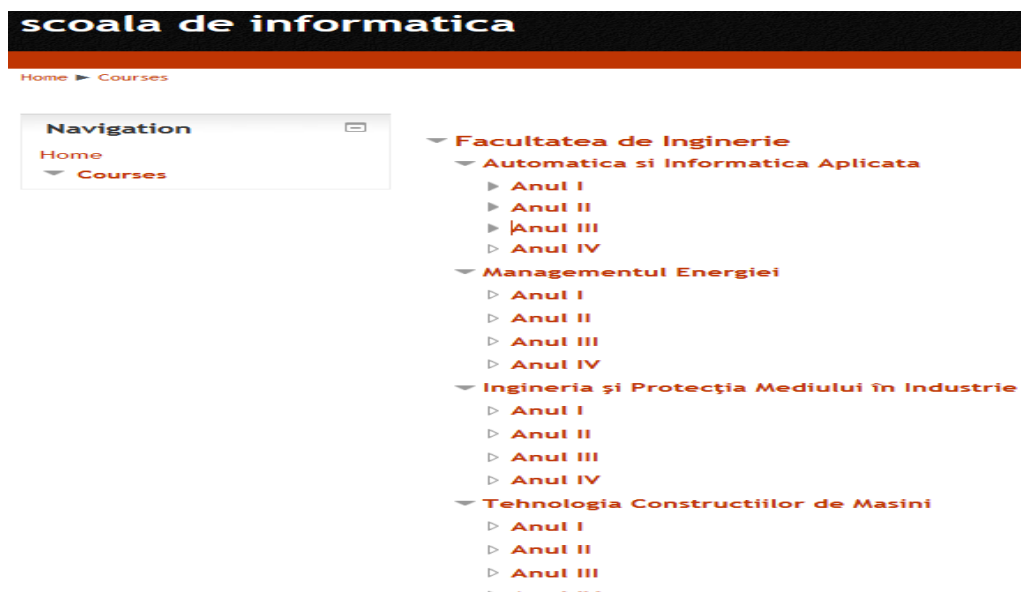 scoala de informatica
Home ► Courses
Navigation
Home
Courses
Facultatea de Inginerie
Automatica si Informatica Aplicata
Anul I
Anul II
Anul III
Anul IV
Managementul Energiei
Anul I
Anul II
Anul III
Anul IV
Ingineria şi Protecţia Mediului în Industrie
Anul I
Anul II
Anul III
Anul IV
Tehnologia Constructiilor de Masini
Anul I
Anul II
Anul III